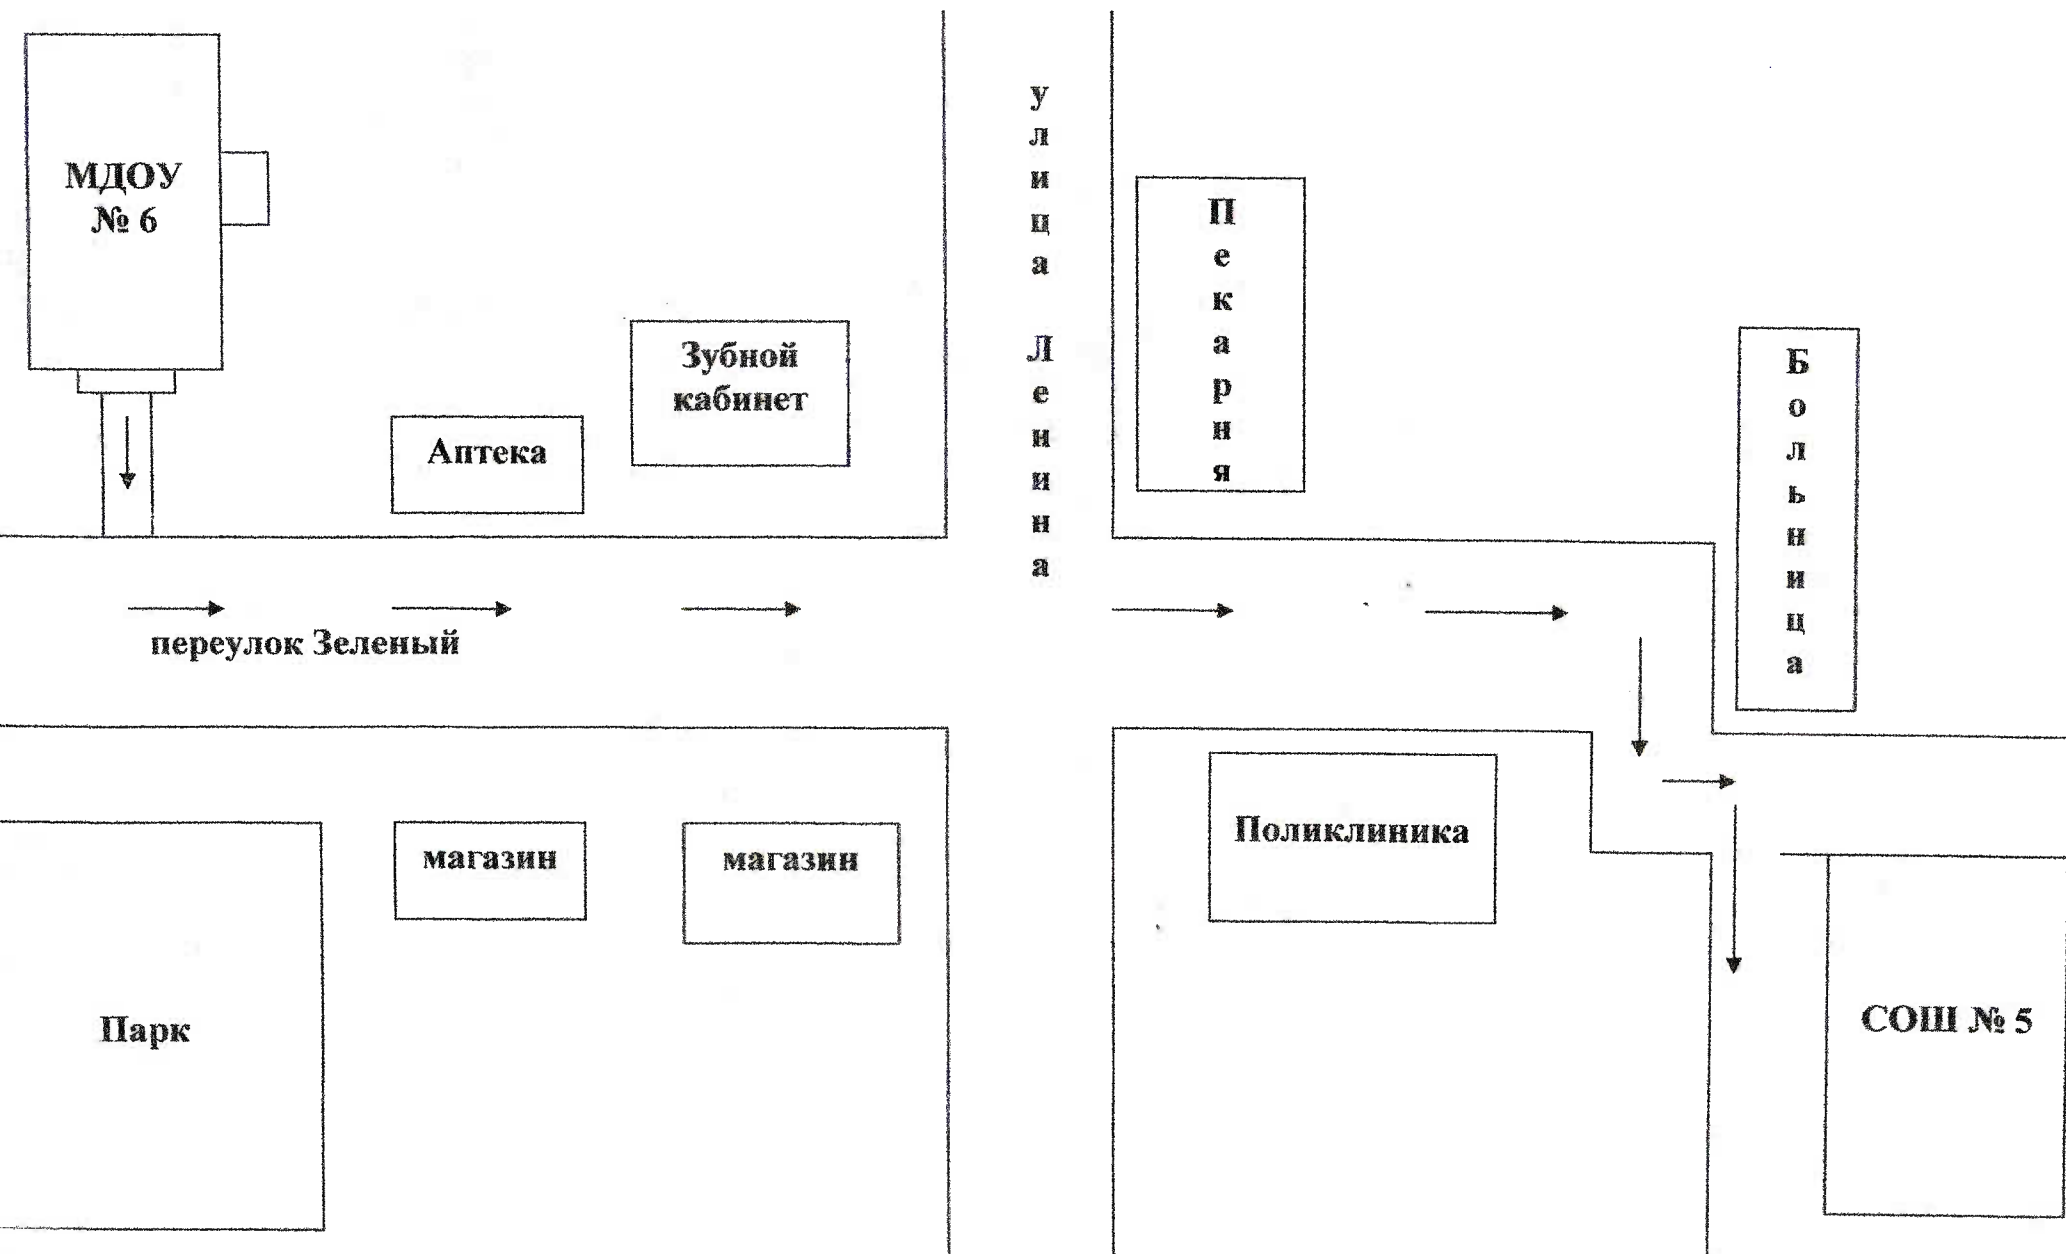 МДОУ
№ 6
улица Ленина
Пекарня
Зубной
кабинет
Аптека
Больница
переулок Зеленый
магазин
магазин
Поликлиника
Парк
СОШ № 5